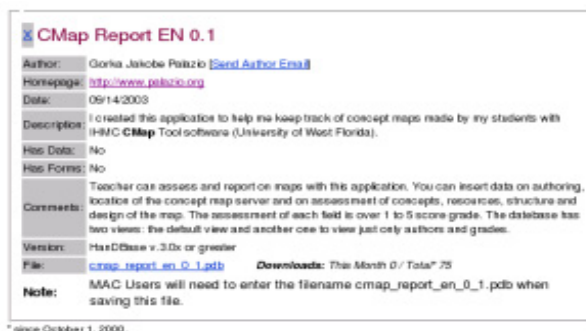 X CMap Report EN 0.1
Author: Gorka Jakobe Palazio [Send Author Email]
Homepage: http://www.palazio.org
Date: 09/14/2003
Description: I created this application to help me keep track of concept maps made by my students with
IHMC CMap Tool software (University of West Florida).
Has Data: No
Has Forms: No
Comments: Teacher can assess and report on maps with this application. You can insert data on authoring,
location of the concept map server and on assessment of concepts, resources, structure and
design of the map. The assessment of each field is over 1 to 5 score grade. The database has
two views: the default view and another one to view just only authors and grades.
Version: HanDBase v.3.0x or greater
File: cmap_report_en_0_1.pdb Downloads: This Month 0 / Total* 75
Note: MAC Users will need to enter the filename cmap_report_en_0_1.pdb when
saving this file.
* since October 1, 2000